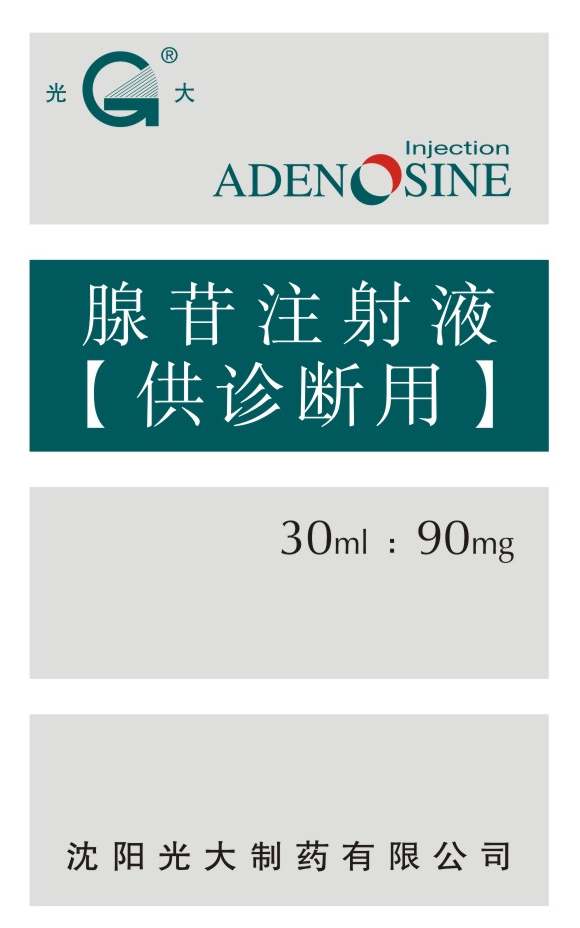 光 大 ®
Injection
ADENOSINE
腺苷注射液
【供诊断用】
30ml : 90mg
沈阳光大制药有限公司